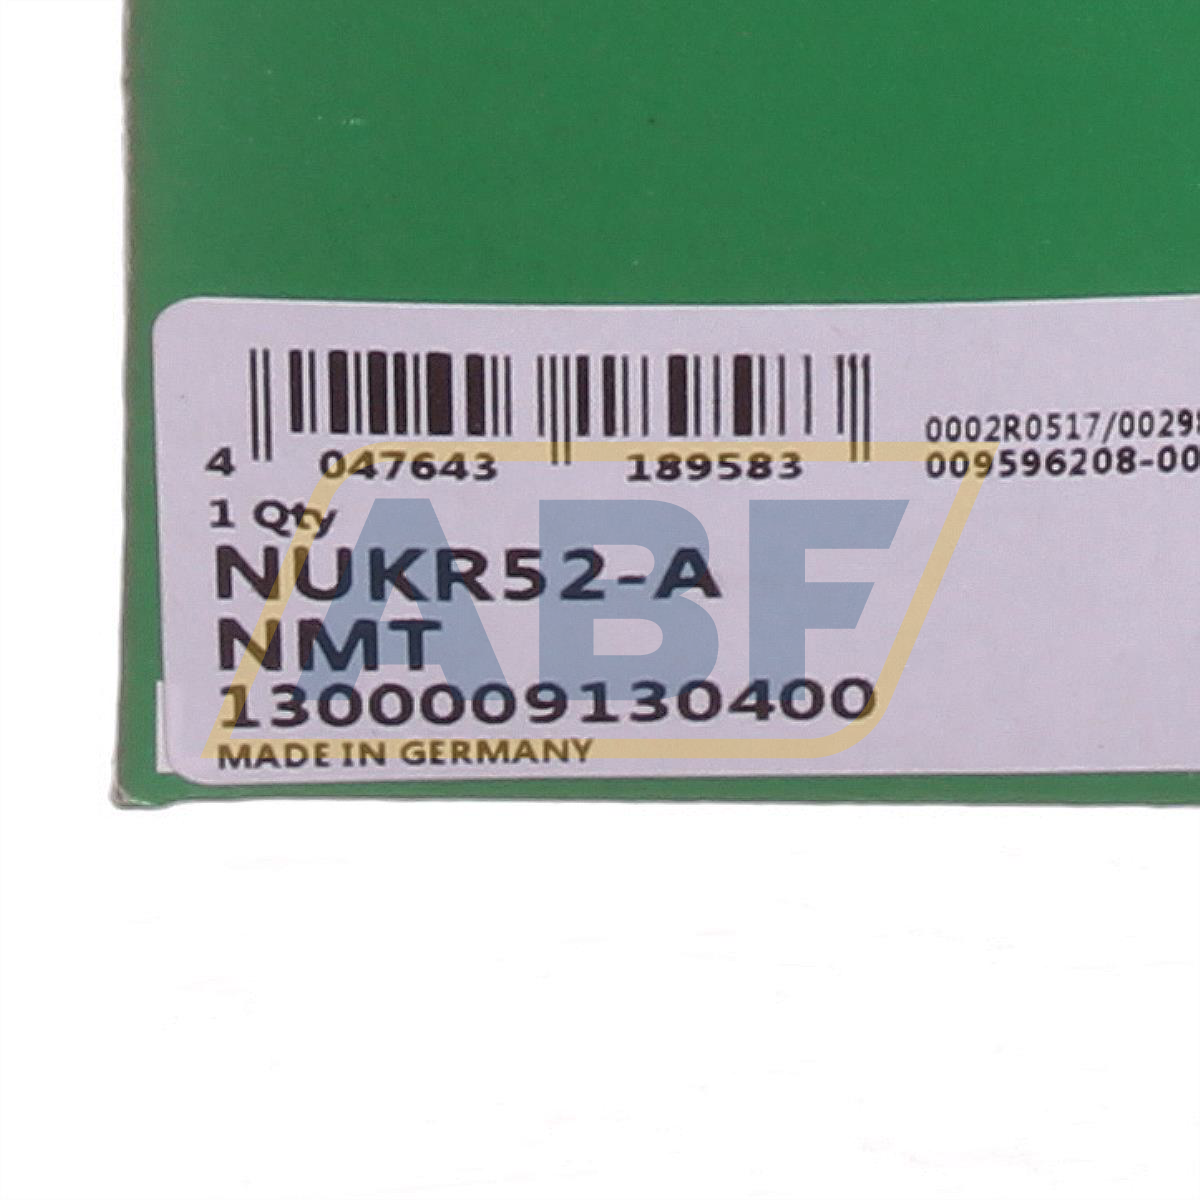 4 047643 189583
0002R0517/00298
009596208-00
1 Qty
NUKR52-A
NMT
1300009130400
MADE IN GERMANY
ABF